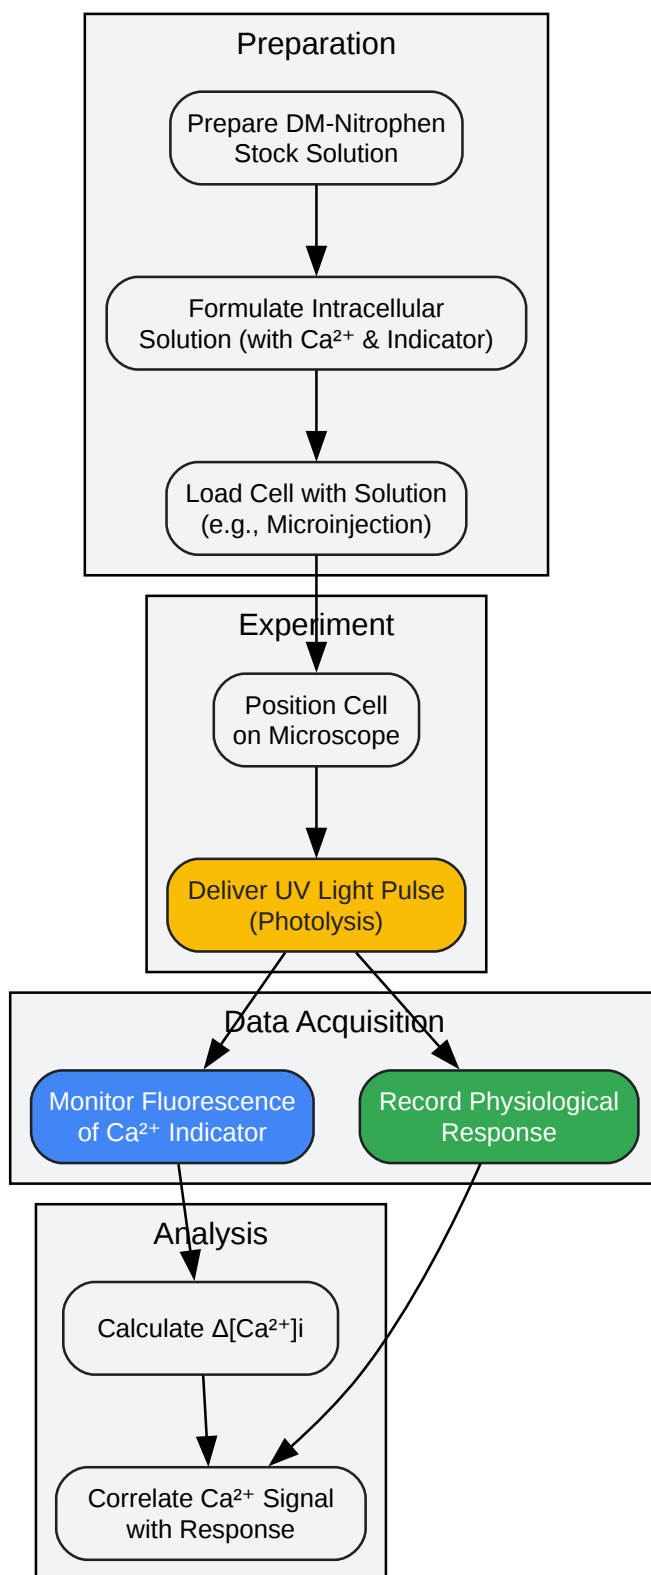 Preparation
Prepare DM-Nitrophen
Stock Solution
Formulate Intracellular
Solution (with Ca²⁺ & Indicator)
Load Cell with Solution
(e.g., Microinjection)
Experiment
Position Cell
on Microscope
Deliver UV Light Pulse
(Photolysis)
Data Acquisition
Monitor Fluorescence
of Ca²⁺ Indicator
Record Physiological
Response
Analysis
Calculate Δ[Ca²⁺]i
Correlate Ca²⁺ Signal
with Response